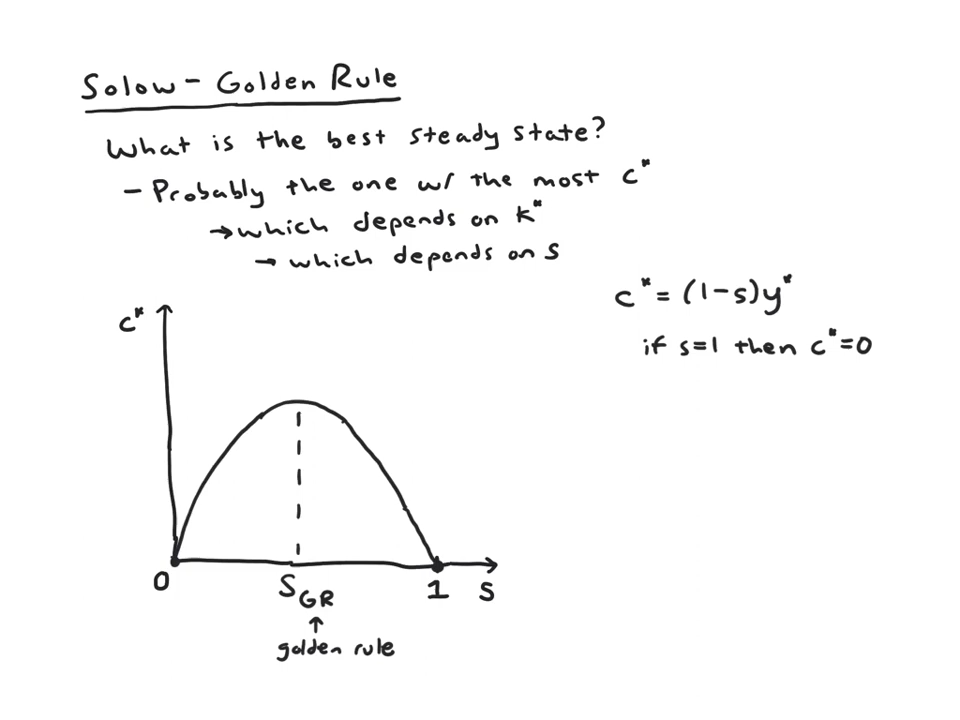 Solow - Golden Rule
What is the best steady state?
- Probably the one w/ the most c*
→ which depends on k*
→ which depends on s
c* = (1-s)y*
if s=1 then c*=0
c*
0
S_GR
1
s
↑
golden rule